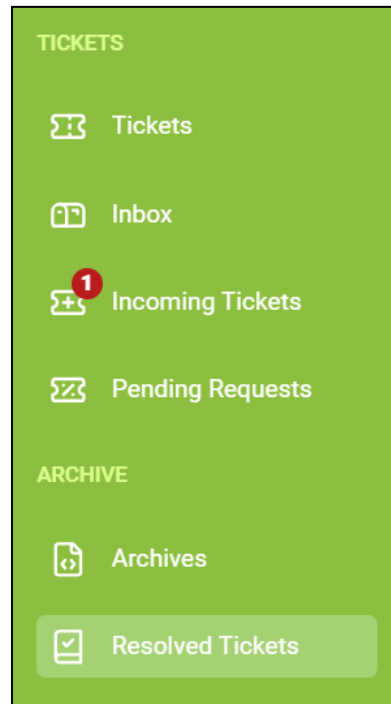 TICKETS
Tickets
Inbox
1
Incoming Tickets
Pending Requests
ARCHIVE
Archives
Resolved Tickets